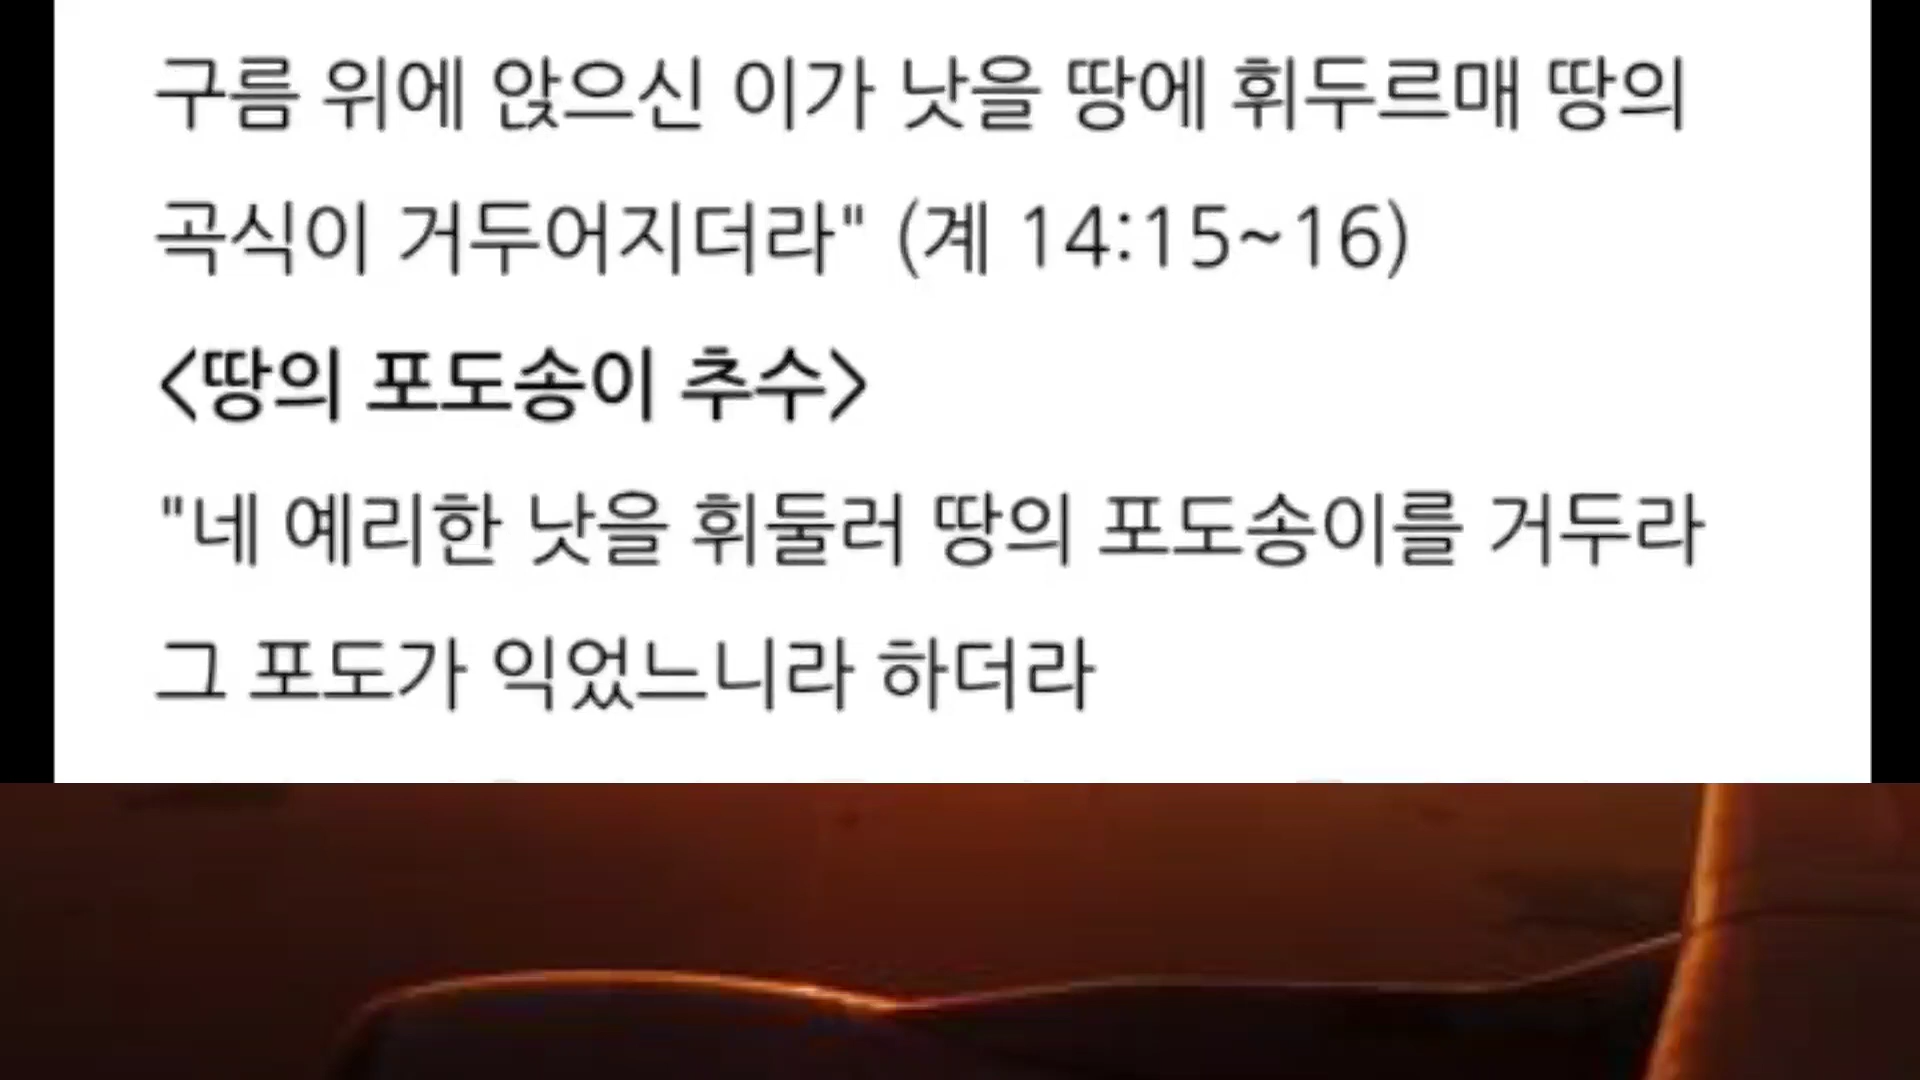 구름 위에 앉으신 이가 낫을 땅에 휘두르매 땅의
곡식이 거두어지더라" (계 14:15~16)
<땅의 포도송이 추수>
"네 예리한 낫을 휘둘러 땅의 포도송이를 거두라
그 포도가 익었느니라 하더라